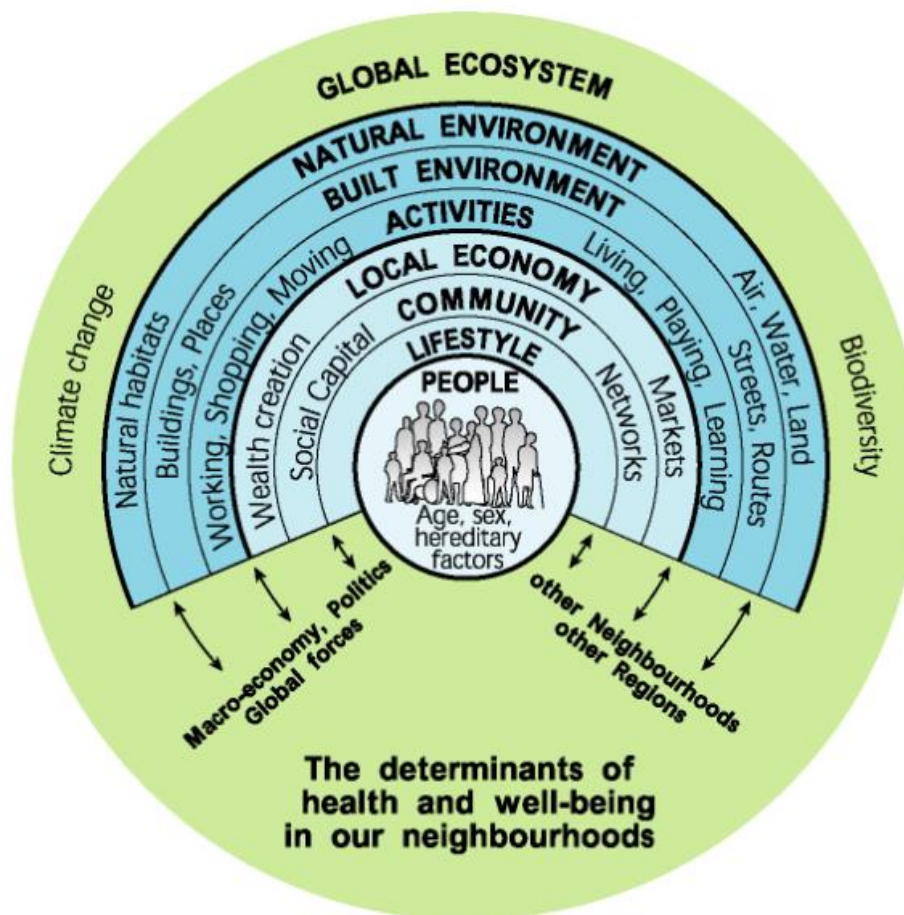 GLOBAL ECOSYSTEM
NATURAL ENVIRONMENT
BUILT ENVIRONMENT
ACTIVITIES
LOCAL ECONOMY
COMMUNITY
LIFESTYLE
PEOPLE
Age, sex,
hereditary
factors
Climate change
Natural habitats
Buildings, Places
Working, Shopping, Moving
Wealth creation
Social Capital
Networks
Markets
Living, Playing, Learning
Streets, Routes
Air, Water, Land
Biodiversity
Macro-economy, Politics
Global forces
other Neighbourhoods
other Regions
The determinants of
health and well-being
in our neighbourhoods